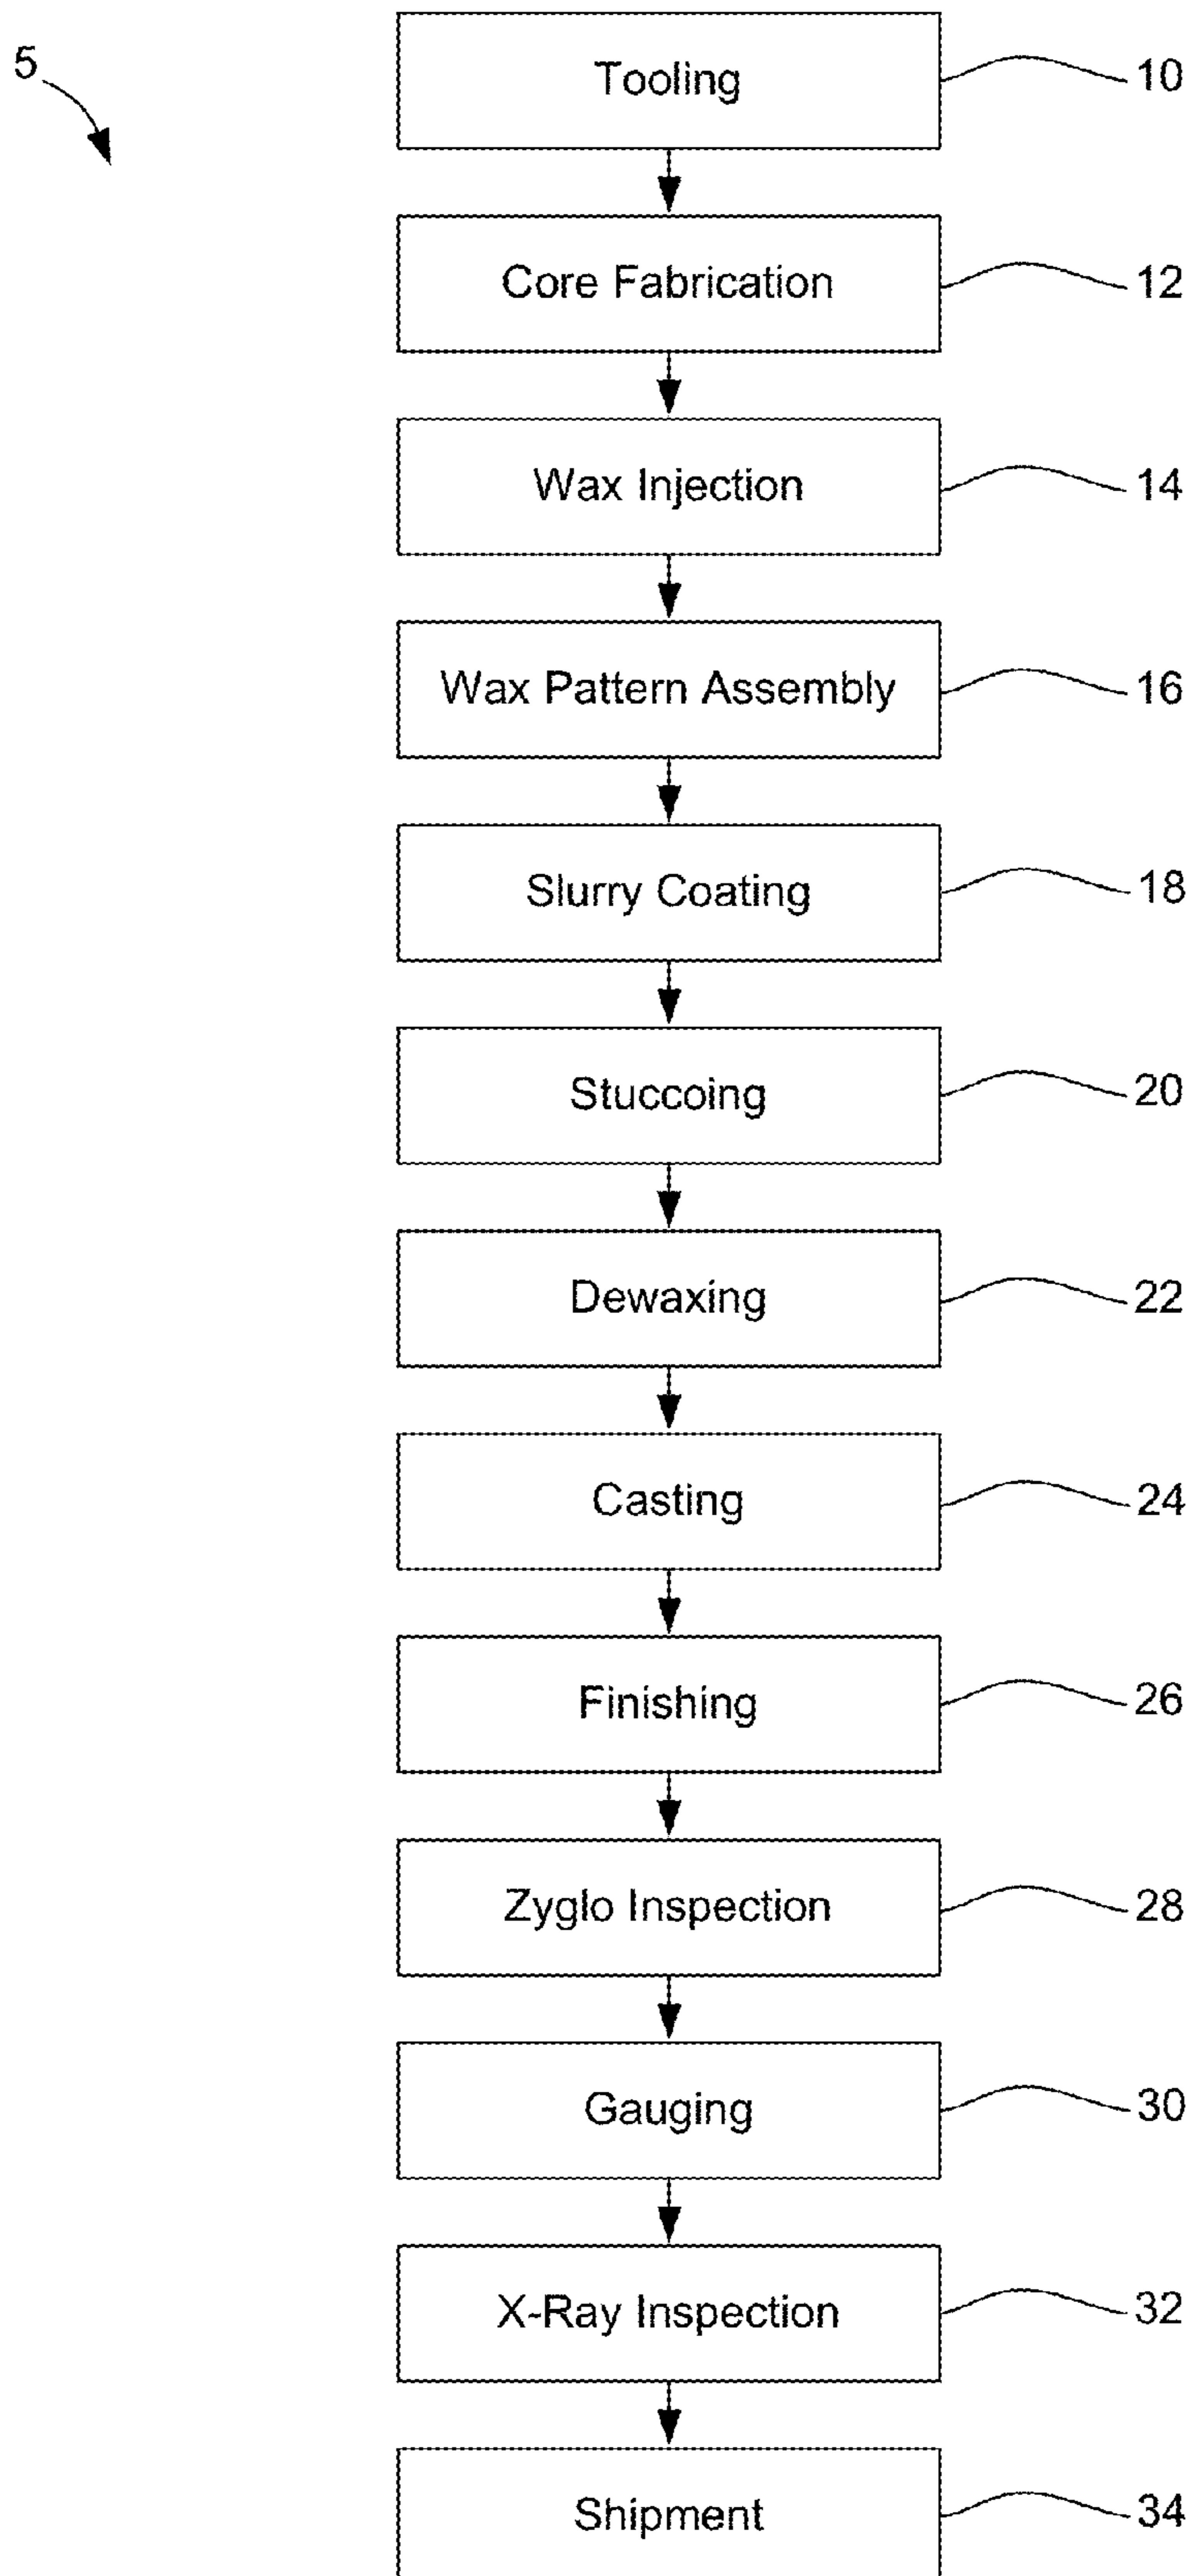 5
Tooling 10
Core Fabrication 12
Wax Injection 14
Wax Pattern Assembly 16
Slurry Coating 18
Stuccoing 20
Dewaxing 22
Casting 24
Finishing 26
Zyglo Inspection 28
Gauging 30
X-Ray Inspection 32
Shipment 34